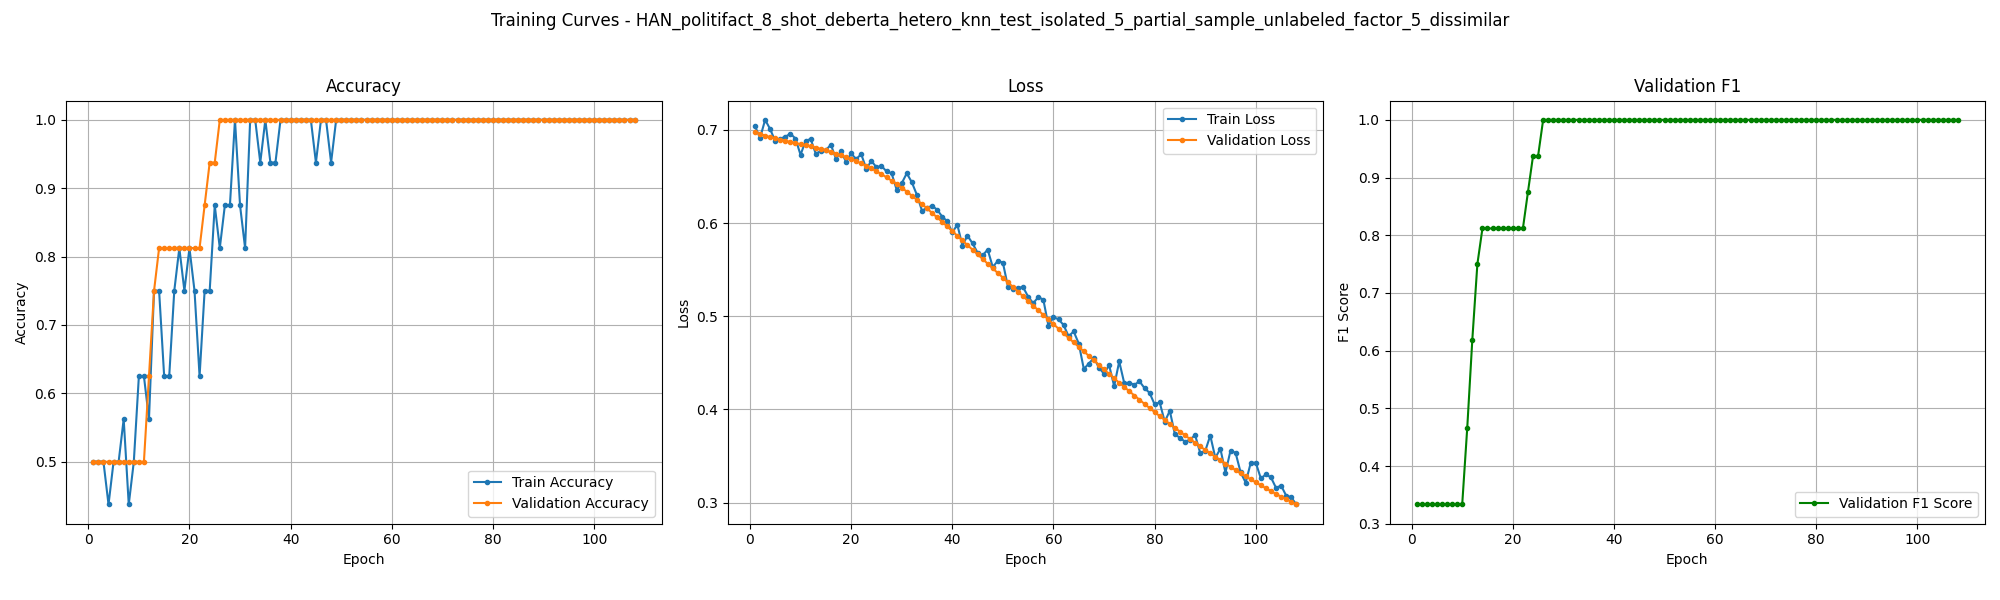 Training Curves - HAN_politifact_8_shot_deberta_hetero_knn_test_isolated_5_partial_sample_unlabeled_factor_5_dissimilar
Accuracy
1.0
0.9
0.8
0.7
0.6
0.5
Accuracy
Train Accuracy
Validation Accuracy
0 20 40 60 80 100
Epoch
Loss
0.7
0.6
0.5
0.4
0.3
Loss
Train Loss
Validation Loss
0 20 40 60 80 100
Epoch
Validation F1
1.0
0.9
0.8
0.7
0.6
0.5
0.4
0.3
F1 Score
Validation F1 Score
0 20 40 60 80 100
Epoch